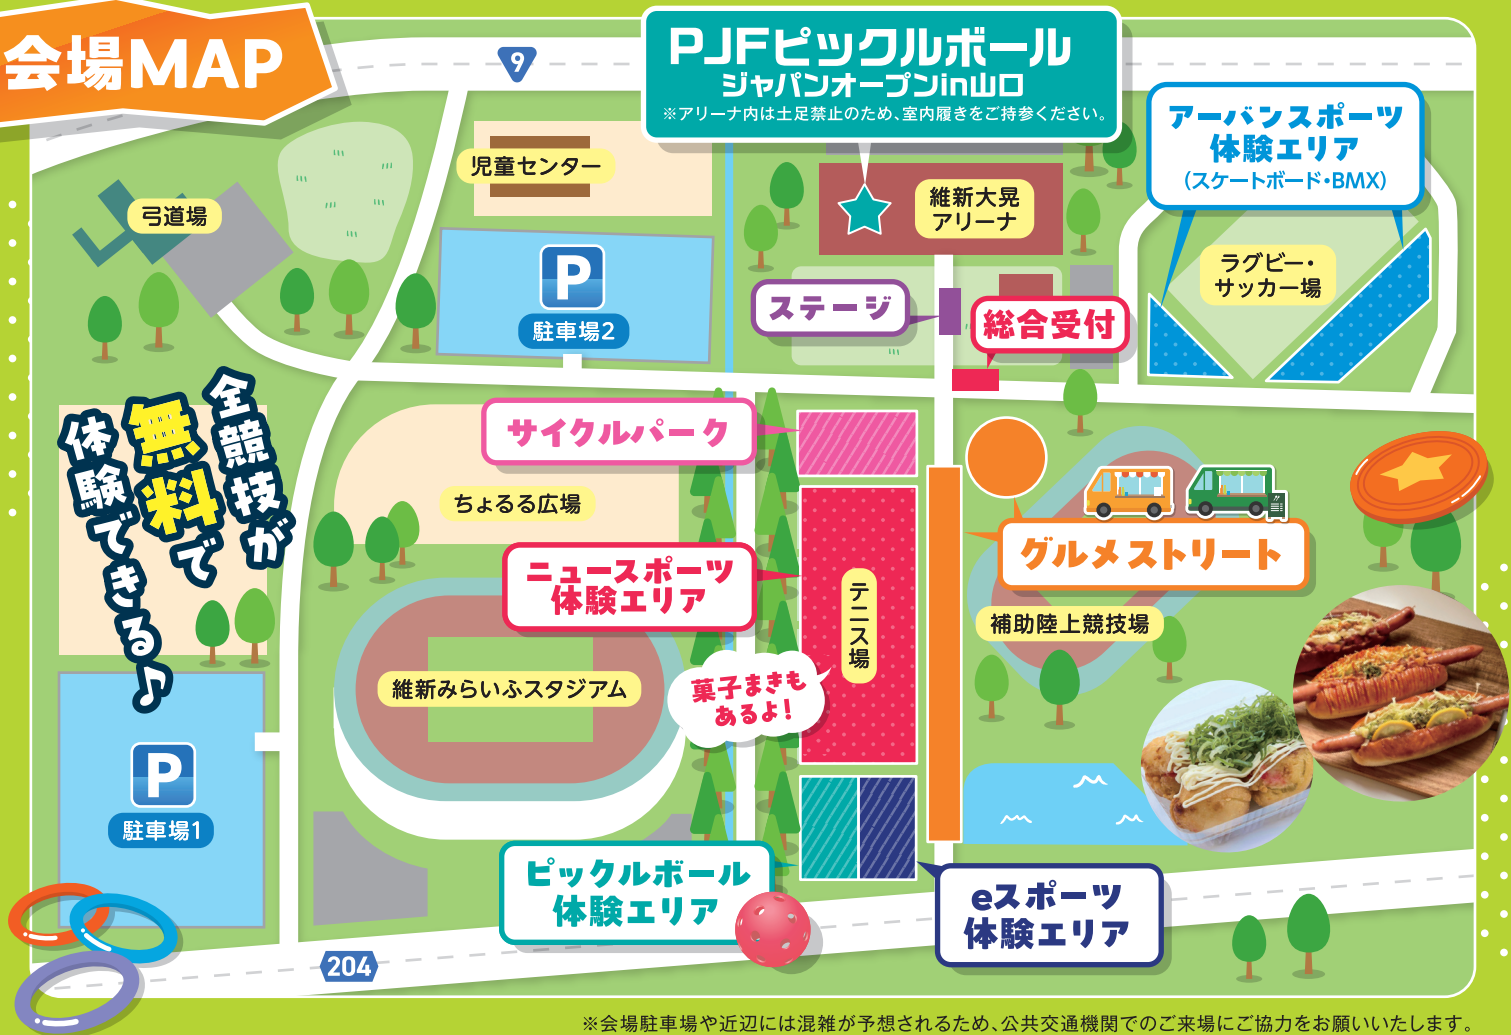 会場MAP
9
PJFピックルボール
ジャパンオープンin山口
※アリーナ内は土足禁止のため、室内履きをご持参ください。
アーバンスポーツ
体験エリア
(スケートボード・BMX)
児童センター
弓道場
維新大晃
アリーナ
ラグビー・
サッカー場
P
駐車場2
ステージ
総合受付
全競技が
無料で
体験できる♪
サイクルパーク
ちょるる広場
グルメストリート
ニュースポーツ
体験エリア
テニス場
補助陸上競技場
維新みらいふスタジアム
菓子まきも
あるよ!
P
駐車場1
ピックルボール
体験エリア
eスポーツ
体験エリア
204
※会場駐車場や近辺には混雑が予想されるため、公共交通機関でのご来場にご協力をお願いいたします。